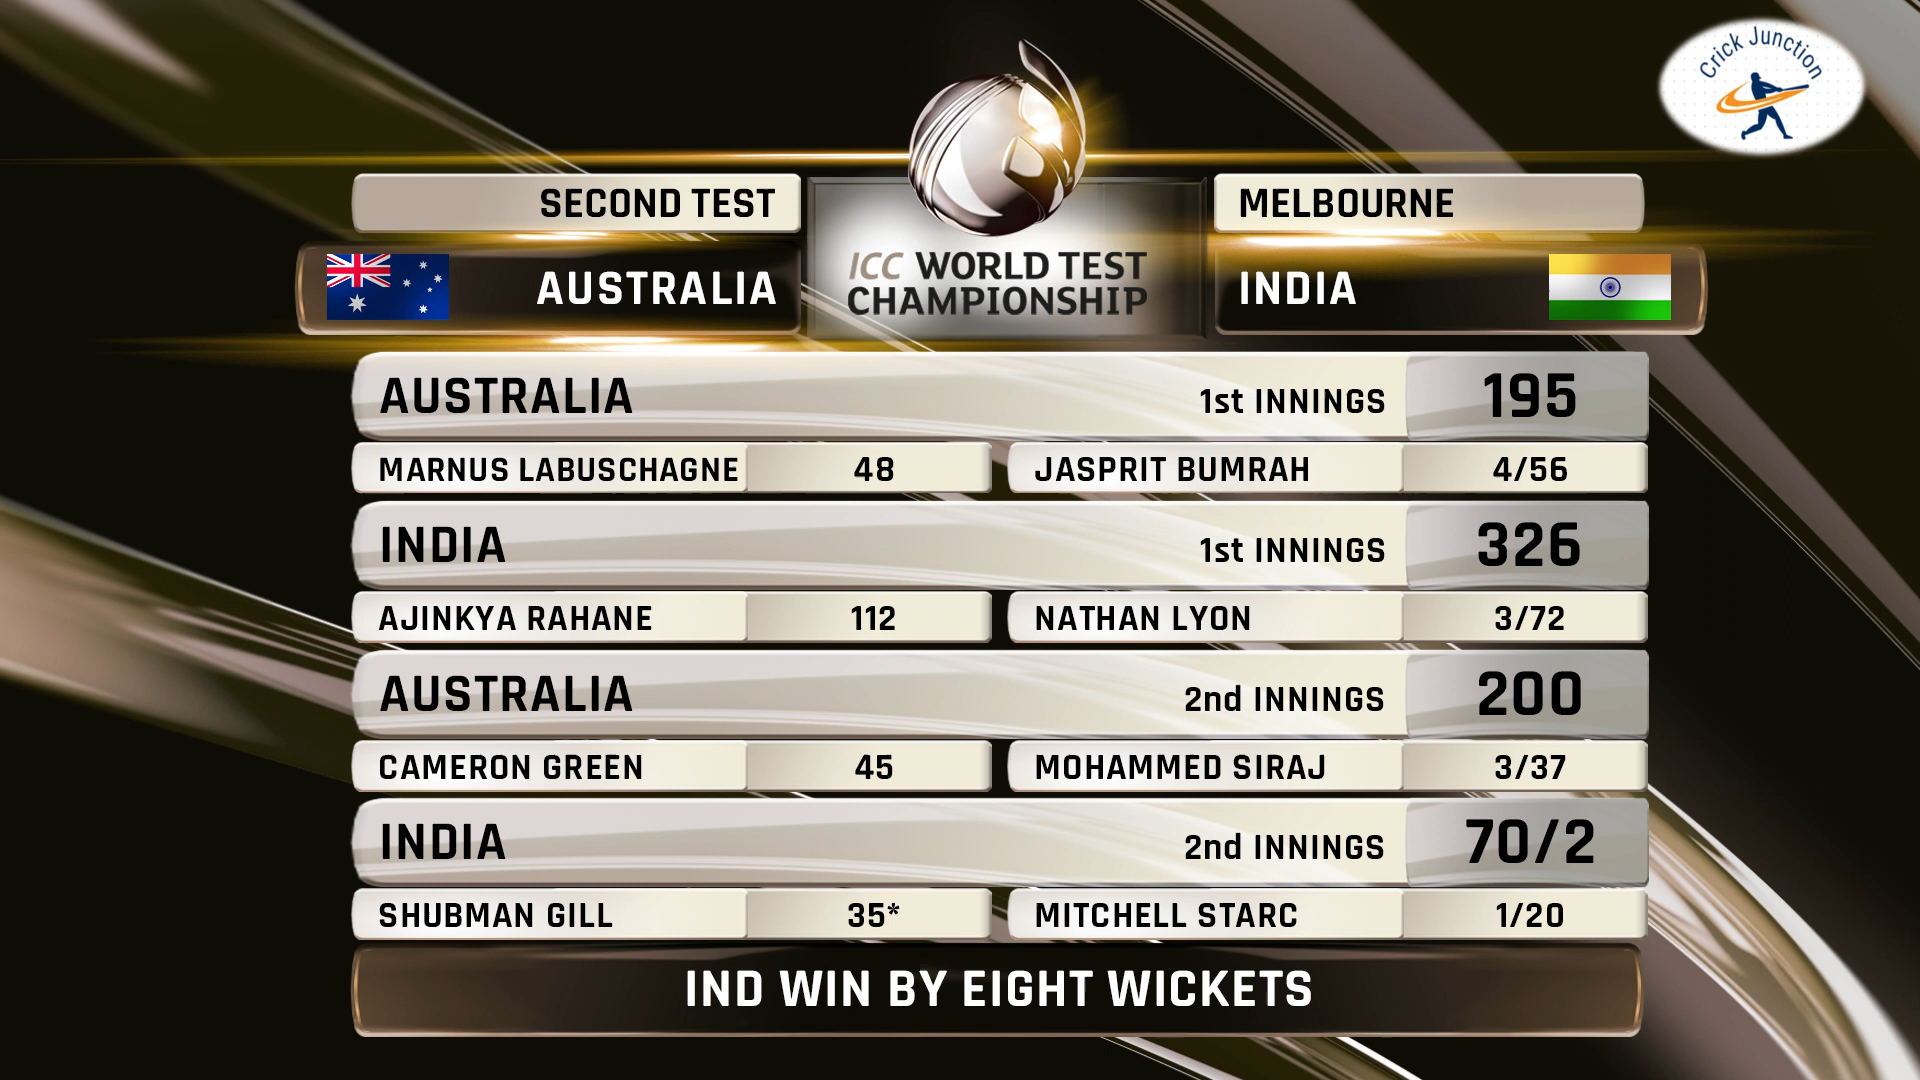 Crick Junction
SECOND TEST
MELBOURNE
AUSTRALIA
ICC WORLD TEST
CHAMPIONSHIP
INDIA
AUSTRALIA 1st INNINGS 195
MARNUS LABUSCHAGNE 48 JASPRIT BUMRAH 4/56
INDIA 1st INNINGS 326
AJINKYA RAHANE 112 NATHAN LYON 3/72
AUSTRALIA 2nd INNINGS 200
CAMERON GREEN 45 MOHAMMED SIRAJ 3/37
INDIA 2nd INNINGS 70/2
SHUBMAN GILL 35* MITCHELL STARC 1/20
IND WIN BY EIGHT WICKETS